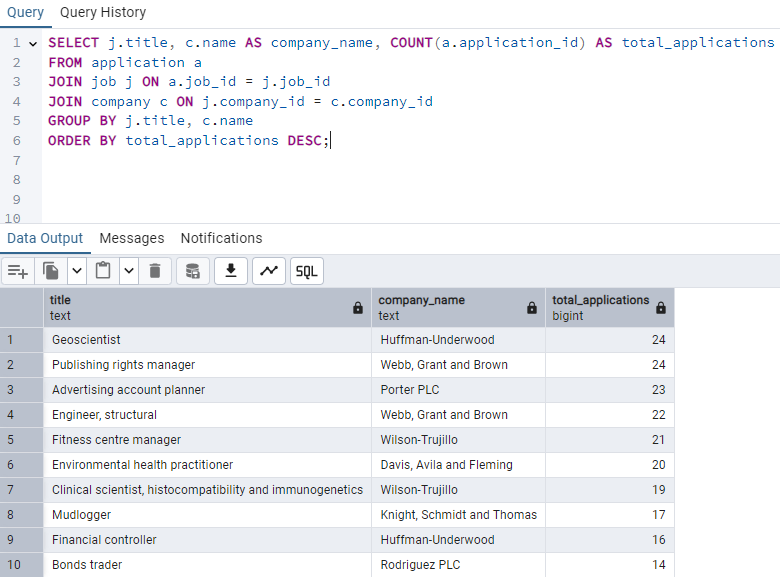 Query Query History
1 SELECT j.title, c.name AS company_name, COUNT(a.application_id) AS total_applications
2 FROM application a
3 JOIN job j ON a.job_id = j.job_id
4 JOIN company c ON j.company_id = c.company_id
5 GROUP BY j.title, c.name
6 ORDER BY total_applications DESC;
7
8
9
10
Data Output Messages Notifications
SQL
title company_name total_applications
text text bigint
1 Geoscientist Huffman-Underwood 24
2 Publishing rights manager Webb, Grant and Brown 24
3 Advertising account planner Porter PLC 23
4 Engineer, structural Webb, Grant and Brown 22
5 Fitness centre manager Wilson-Trujillo 21
6 Environmental health practitioner Davis, Avila and Fleming 20
7 Clinical scientist, histocompatibility and immunogenetics Wilson-Trujillo 19
8 Mudlogger Knight, Schmidt and Thomas 17
9 Financial controller Huffman-Underwood 16
10 Bonds trader Rodriguez PLC 14